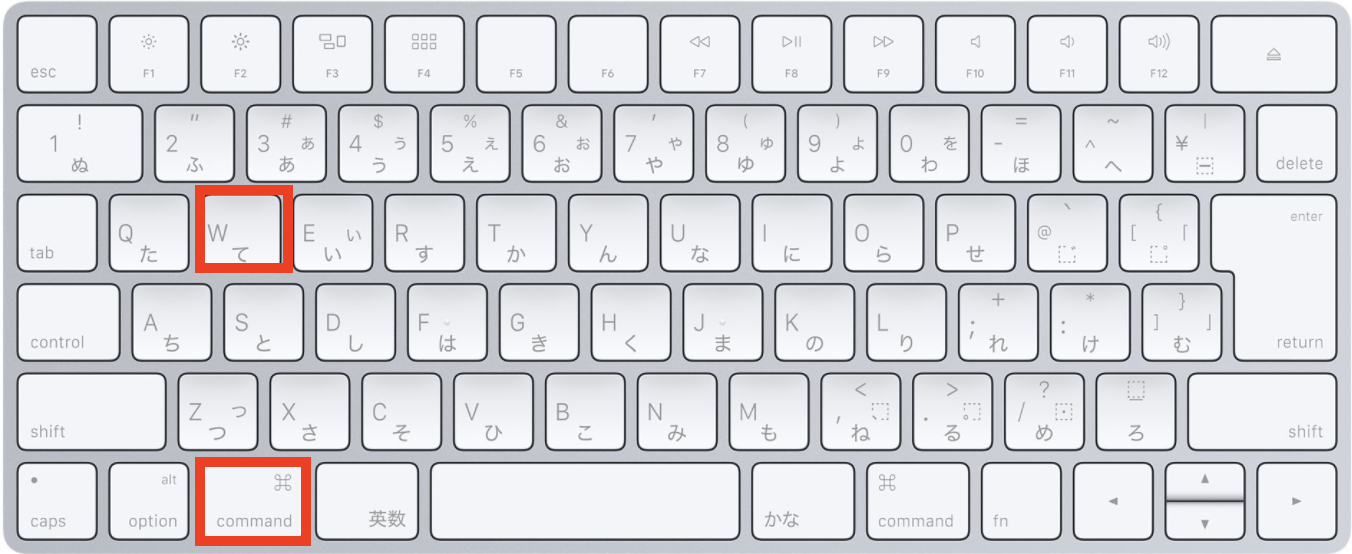 esc F1 F2 F3 F4 F5 F6 F7 F8 F9 F10 F11 F12
! " # $ % & ' ( ) = ~ |
1 ぬ 2 ふ 3 ぁ あ 4 ぅ う 5 ぇ え 6 ぉ お 7 ゃ や 8 ゅ ゆ 9 ょ よ 0 を わ - ほ ^ へ ¥ ー delete
tab Q た W て E ぃ い R す T か Y ん U な I に O ら P せ ` @ ゛ { [ 「 ゜ enter
control A ち S と D し F は G き H く J ま K の L り + ; れ * : け } ] 」 む return
shift Z っ つ X さ C そ V ひ B こ N み M も < , 、 ね > . 。 る ? / ・ め _ ろ shift
• caps alt option ⌘ command 英数 かな ⌘ command fn ◀ ▲ ▼ ▶